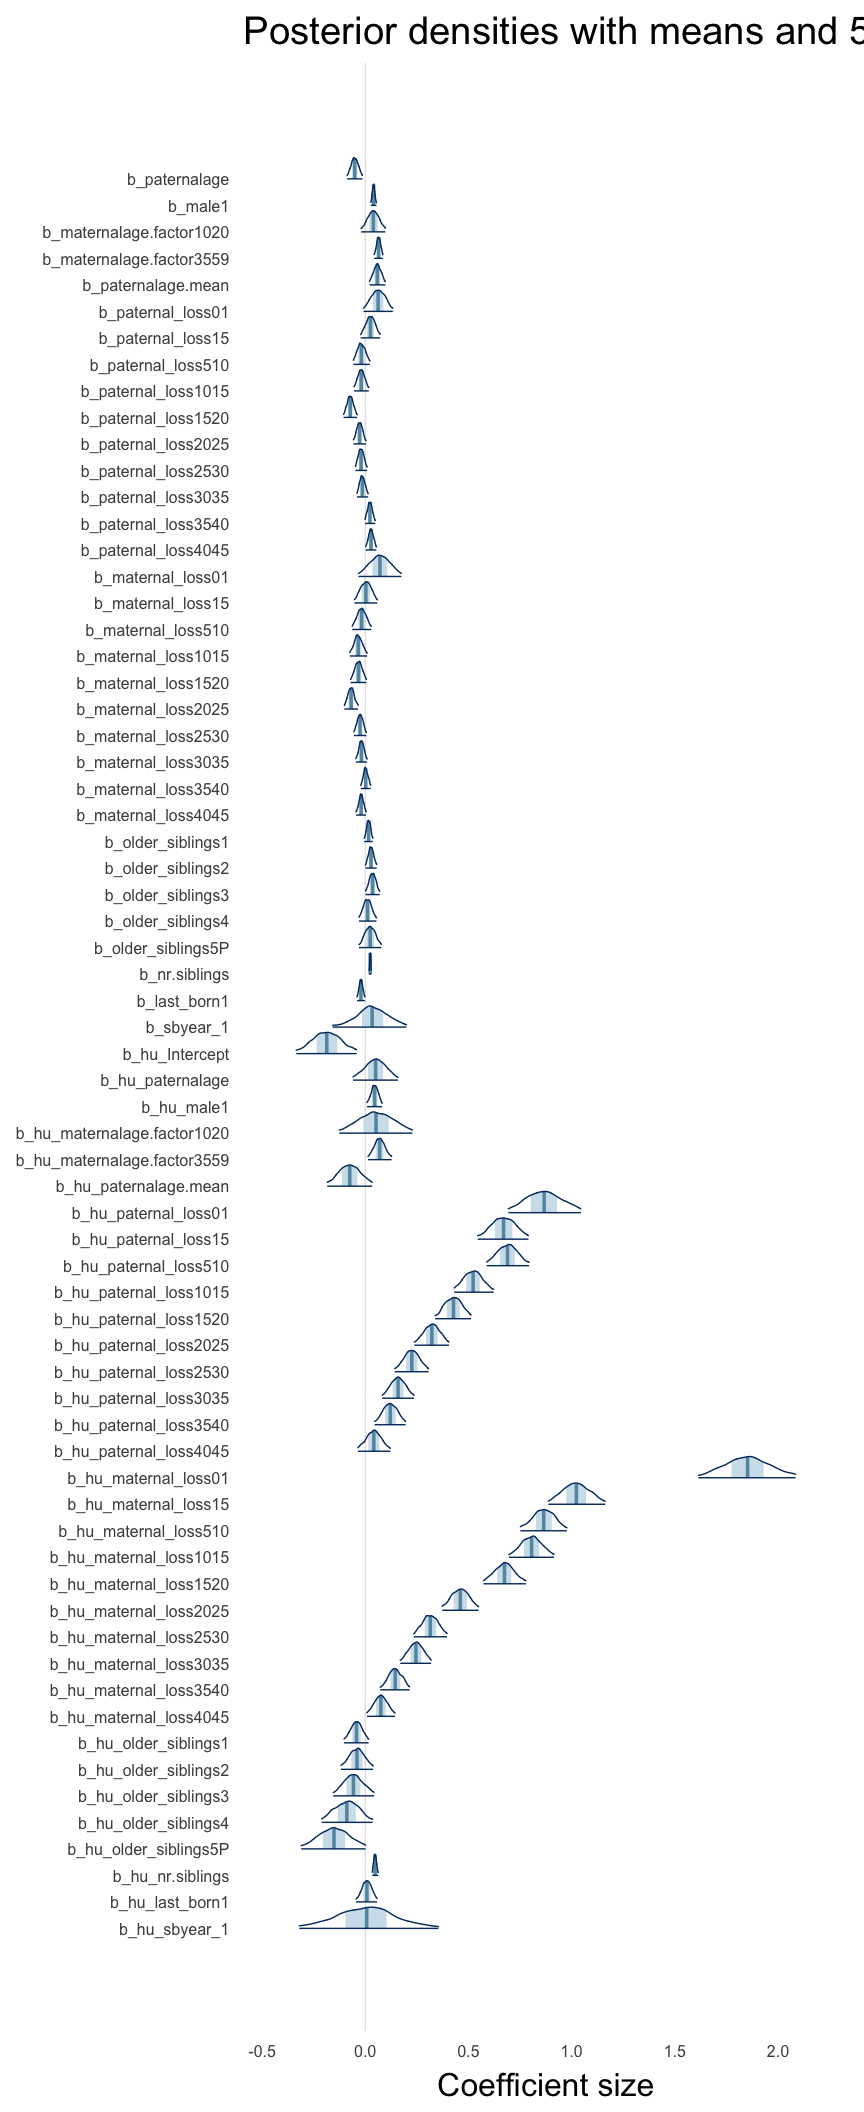 Posterior densities with means and 5
b_paternalage
b_male1
b_maternalage.factor1020
b_maternalage.factor3559
b_paternalage.mean
b_paternal_loss01
b_paternal_loss15
b_paternal_loss510
b_paternal_loss1015
b_paternal_loss1520
b_paternal_loss2025
b_paternal_loss2530
b_paternal_loss3035
b_paternal_loss3540
b_paternal_loss4045
b_maternal_loss01
b_maternal_loss15
b_maternal_loss510
b_maternal_loss1015
b_maternal_loss1520
b_maternal_loss2025
b_maternal_loss2530
b_maternal_loss3035
b_maternal_loss3540
b_maternal_loss4045
b_older_siblings1
b_older_siblings2
b_older_siblings3
b_older_siblings4
b_older_siblings5P
b_nr.siblings
b_last_born1
b_sbyear_1
b_hu_Intercept
b_hu_paternalage
b_hu_male1
b_hu_maternalage.factor1020
b_hu_maternalage.factor3559
b_hu_paternalage.mean
b_hu_paternal_loss01
b_hu_paternal_loss15
b_hu_paternal_loss510
b_hu_paternal_loss1015
b_hu_paternal_loss1520
b_hu_paternal_loss2025
b_hu_paternal_loss2530
b_hu_paternal_loss3035
b_hu_paternal_loss3540
b_hu_paternal_loss4045
b_hu_maternal_loss01
b_hu_maternal_loss15
b_hu_maternal_loss510
b_hu_maternal_loss1015
b_hu_maternal_loss1520
b_hu_maternal_loss2025
b_hu_maternal_loss2530
b_hu_maternal_loss3035
b_hu_maternal_loss3540
b_hu_maternal_loss4045
b_hu_older_siblings1
b_hu_older_siblings2
b_hu_older_siblings3
b_hu_older_siblings4
b_hu_older_siblings5P
b_hu_nr.siblings
b_hu_last_born1
b_hu_sbyear_1
-0.5 0.0 0.5 1.0 1.5 2.0
Coefficient size